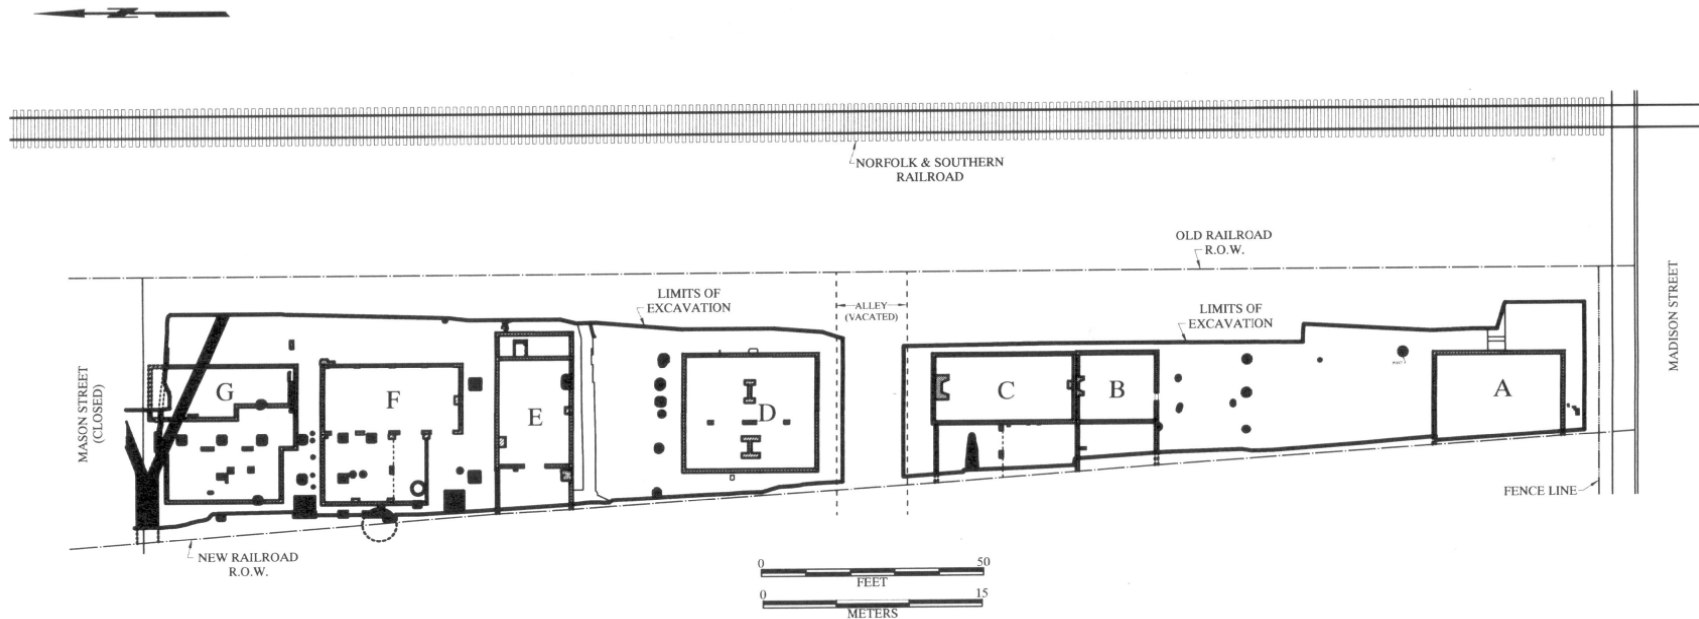 N
NORFOLK & SOUTHERN
RAILROAD
OLD RAILROAD
R.O.W.
MADISON STREET
LIMITS OF
EXCAVATION
ALLEY
(VACATED)
LIMITS OF
EXCAVATION
MASON STREET
(CLOSED)
G
F
E
D
C
B
A
FENCE LINE
NEW RAILROAD
R.O.W.
0 50
FEET
0 15
METERS